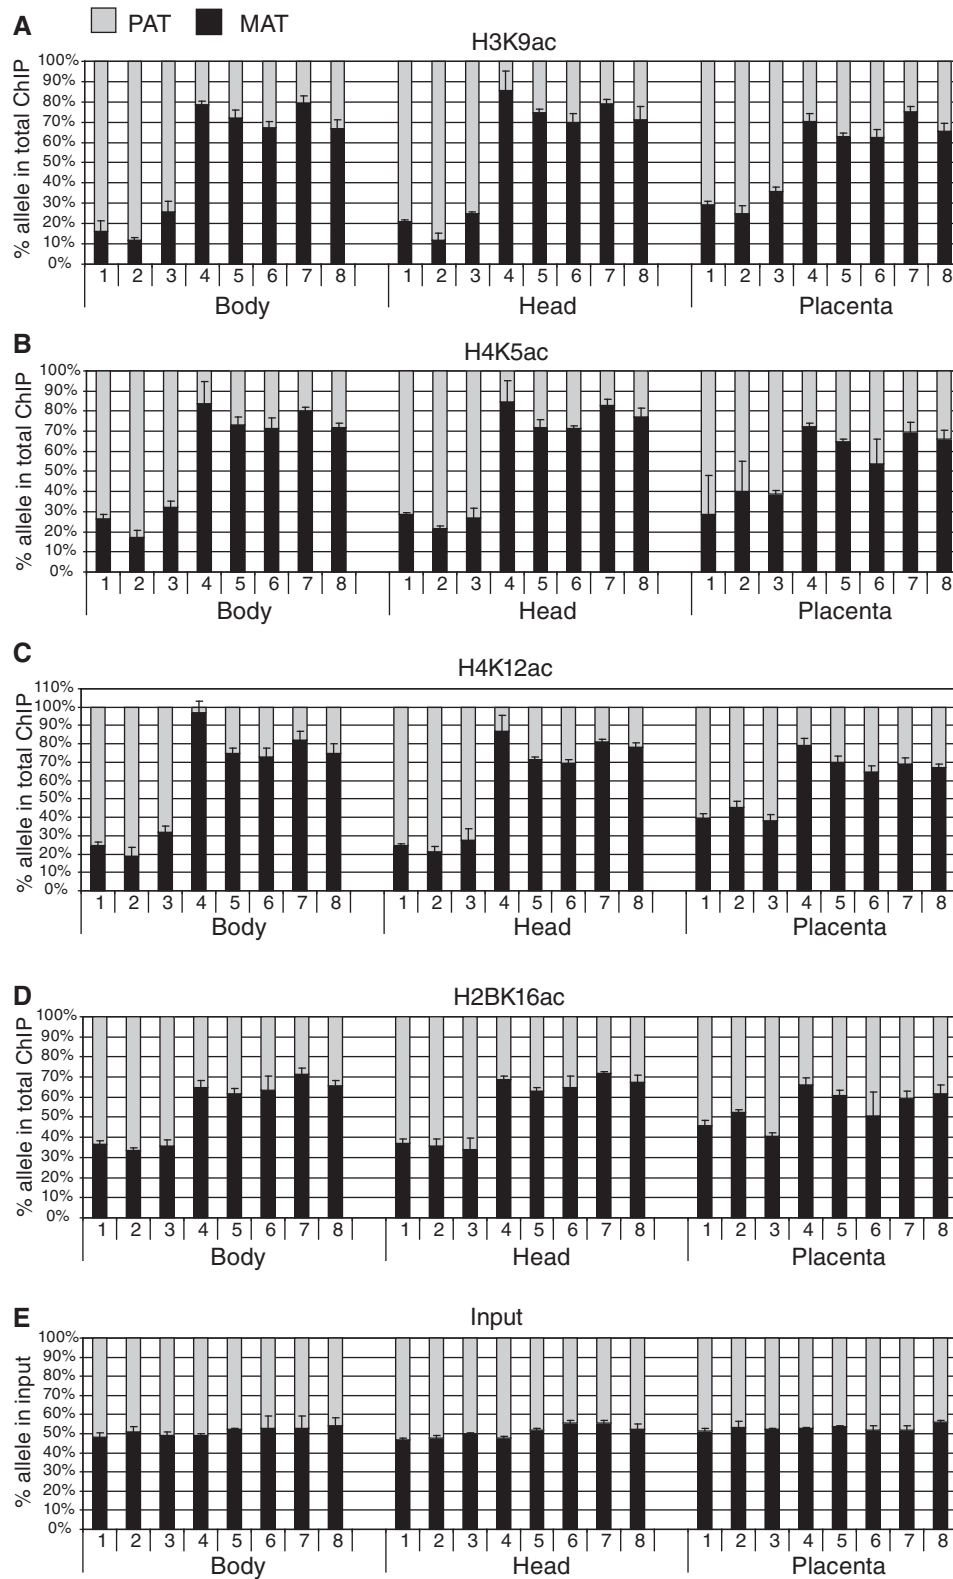 A
PAT MAT
H3K9ac
% allele in total ChIP
100%
90%
80%
70%
60%
50%
40%
30%
20%
10%
0%
1 2 3 4 5 6 7 8 1 2 3 4 5 6 7 8 1 2 3 4 5 6 7 8
Body Head Placenta
B
H4K5ac
% allele in total ChIP
100%
90%
80%
70%
60%
50%
40%
30%
20%
10%
0%
1 2 3 4 5 6 7 8 1 2 3 4 5 6 7 8 1 2 3 4 5 6 7 8
Body Head Placenta
C
H4K12ac
% allele in total ChIP
110%
100%
90%
80%
70%
60%
50%
40%
30%
20%
10%
0%
1 2 3 4 5 6 7 8 1 2 3 4 5 6 7 8 1 2 3 4 5 6 7 8
Body Head Placenta
D
H2BK16ac
% allele in total ChIP
100%
90%
80%
70%
60%
50%
40%
30%
20%
10%
0%
1 2 3 4 5 6 7 8 1 2 3 4 5 6 7 8 1 2 3 4 5 6 7 8
Body Head Placenta
E
Input
% allele in input
100%
90%
80%
70%
60%
50%
40%
30%
20%
10%
0%
1 2 3 4 5 6 7 8 1 2 3 4 5 6 7 8 1 2 3 4 5 6 7 8
Body Head Placenta